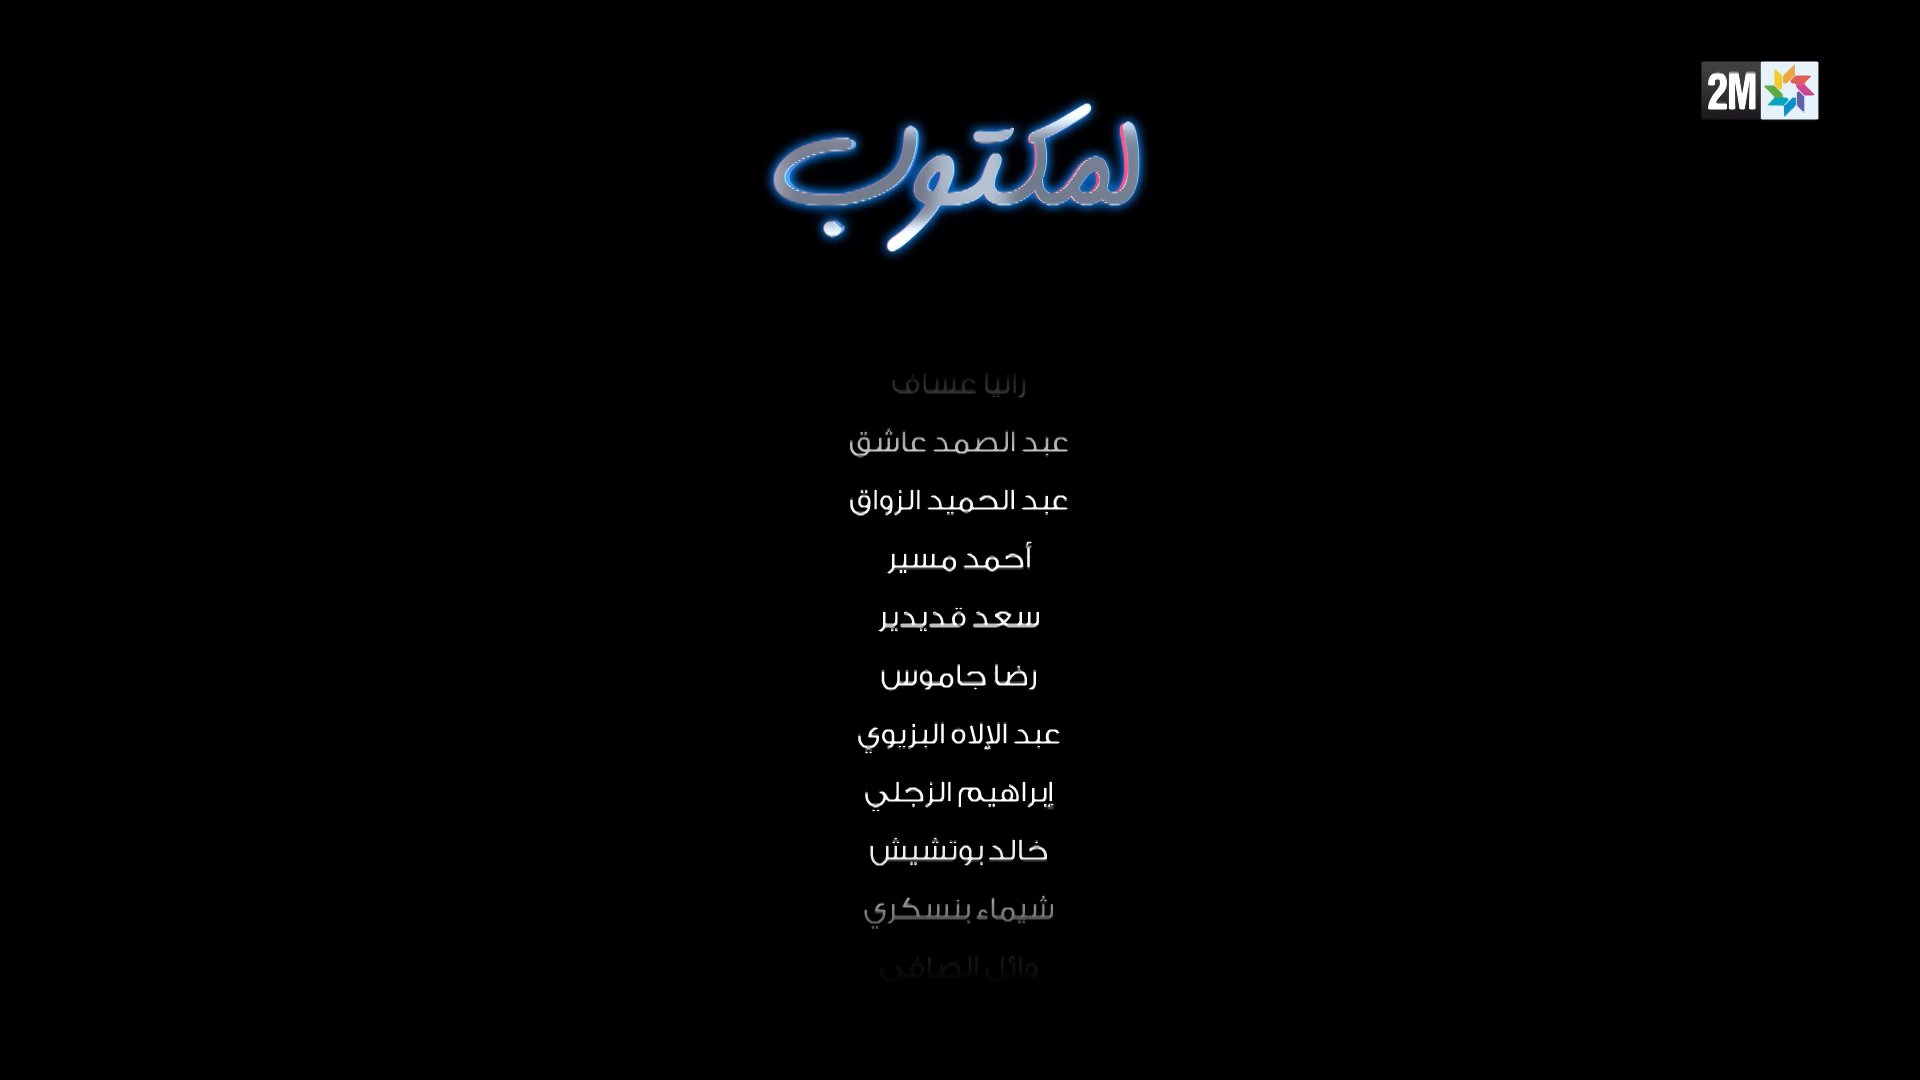 2M
لمكتوب
رانيا عساف
عبد الصمد عاشق
عبد الحميد الزواق
أحمد مسير
سعد قديدير
رضا جاموس
عبد الإلاه البزيوي
إبراهيم الزجلي
خالد بوتشيش
شيماء بنسكري
وائل الصافي